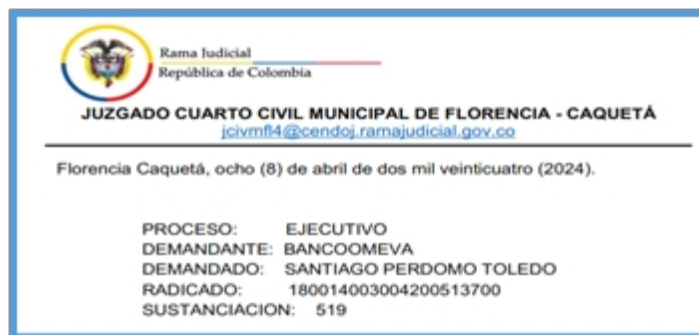 Rama Iudicial
República de Colombia
JUZGADO CUARTO CIVIL MUNICIPAL DE FLORENCIA - CAQUETÁ
jcivmfl4@cendoj.ramajudicial.gov.co
Florencia Caquetá, ocho (8) de abril de dos mil veinticuatro (2024).
PROCESO: EJECUTIVO
DEMANDANTE: BANCOOMEVA
DEMANDADO: SANTIAGO PERDOMO TOLEDO
RADICADO: 180014003004200513700
SUSTANCIACION: 519